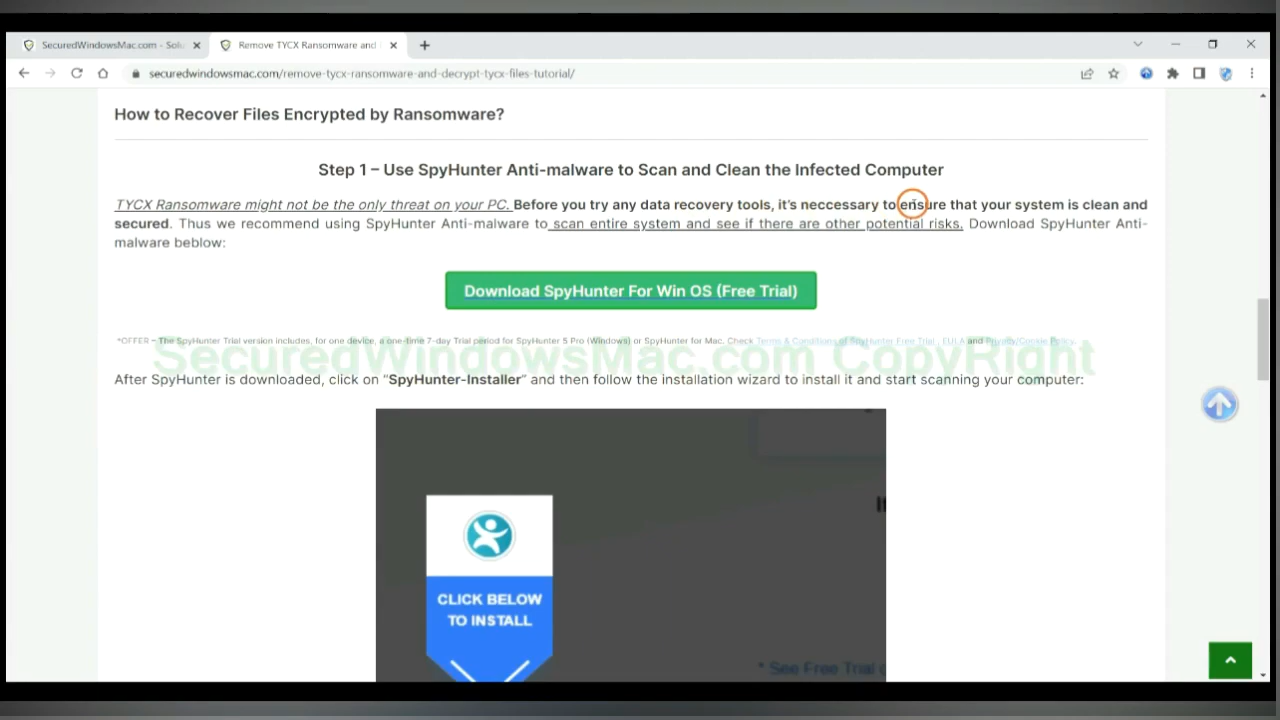 SecuredWindowsMac.com - Solu
Remove TYCX Ransomware and
securedwindowsmac.com/remove-tycx-ransomware-and-decrypt-tycx-files-tutorial/
How to Recover Files Encrypted by Ransomware?
Step 1 – Use SpyHunter Anti-malware to Scan and Clean the Infected Computer
TYCX Ransomware might not be the only threat on your PC. Before you try any data recovery tools, it's neccessary to ensure that your system is clean and
secured. Thus we recommend using SpyHunter Anti-malware to scan entire system and see if there are other potential risks. Download SpyHunter Anti-
malware beblow:
Download SpyHunter For Win OS (Free Trial)
*OFFER – The SpyHunter Trial version includes, for one device, a one-time 7-day Trial period for SpyHunter 5 Pro (Windows) or SpyHunter for Mac. Check Terms & Conditions of SpyHunter Free Trial , EULA and Privacy/Cookie Policy.
SecuredWindowsMac.com CopyRight
After SpyHunter is downloaded, click on “SpyHunter-Installer” and then follow the installation wizard to install it and start scanning your computer:
CLICK BELOW
TO INSTALL
* See Free Trial